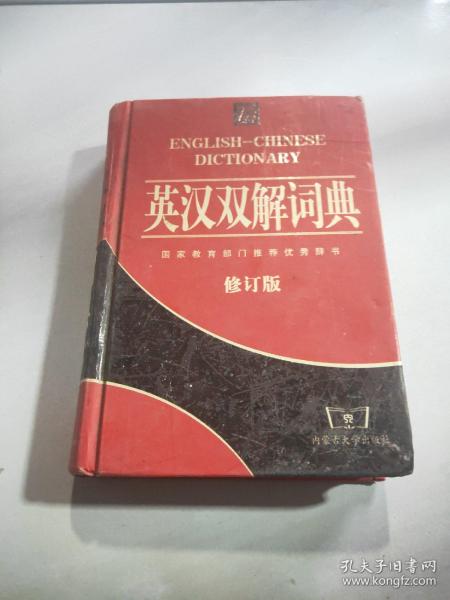 ENGLISH-CHINESE
DICTIONARY
英汉双解词典
国家教育部门推荐优秀辞书
修订版
内蒙古大学出版社
孔夫子旧书网
www.kongfz.com